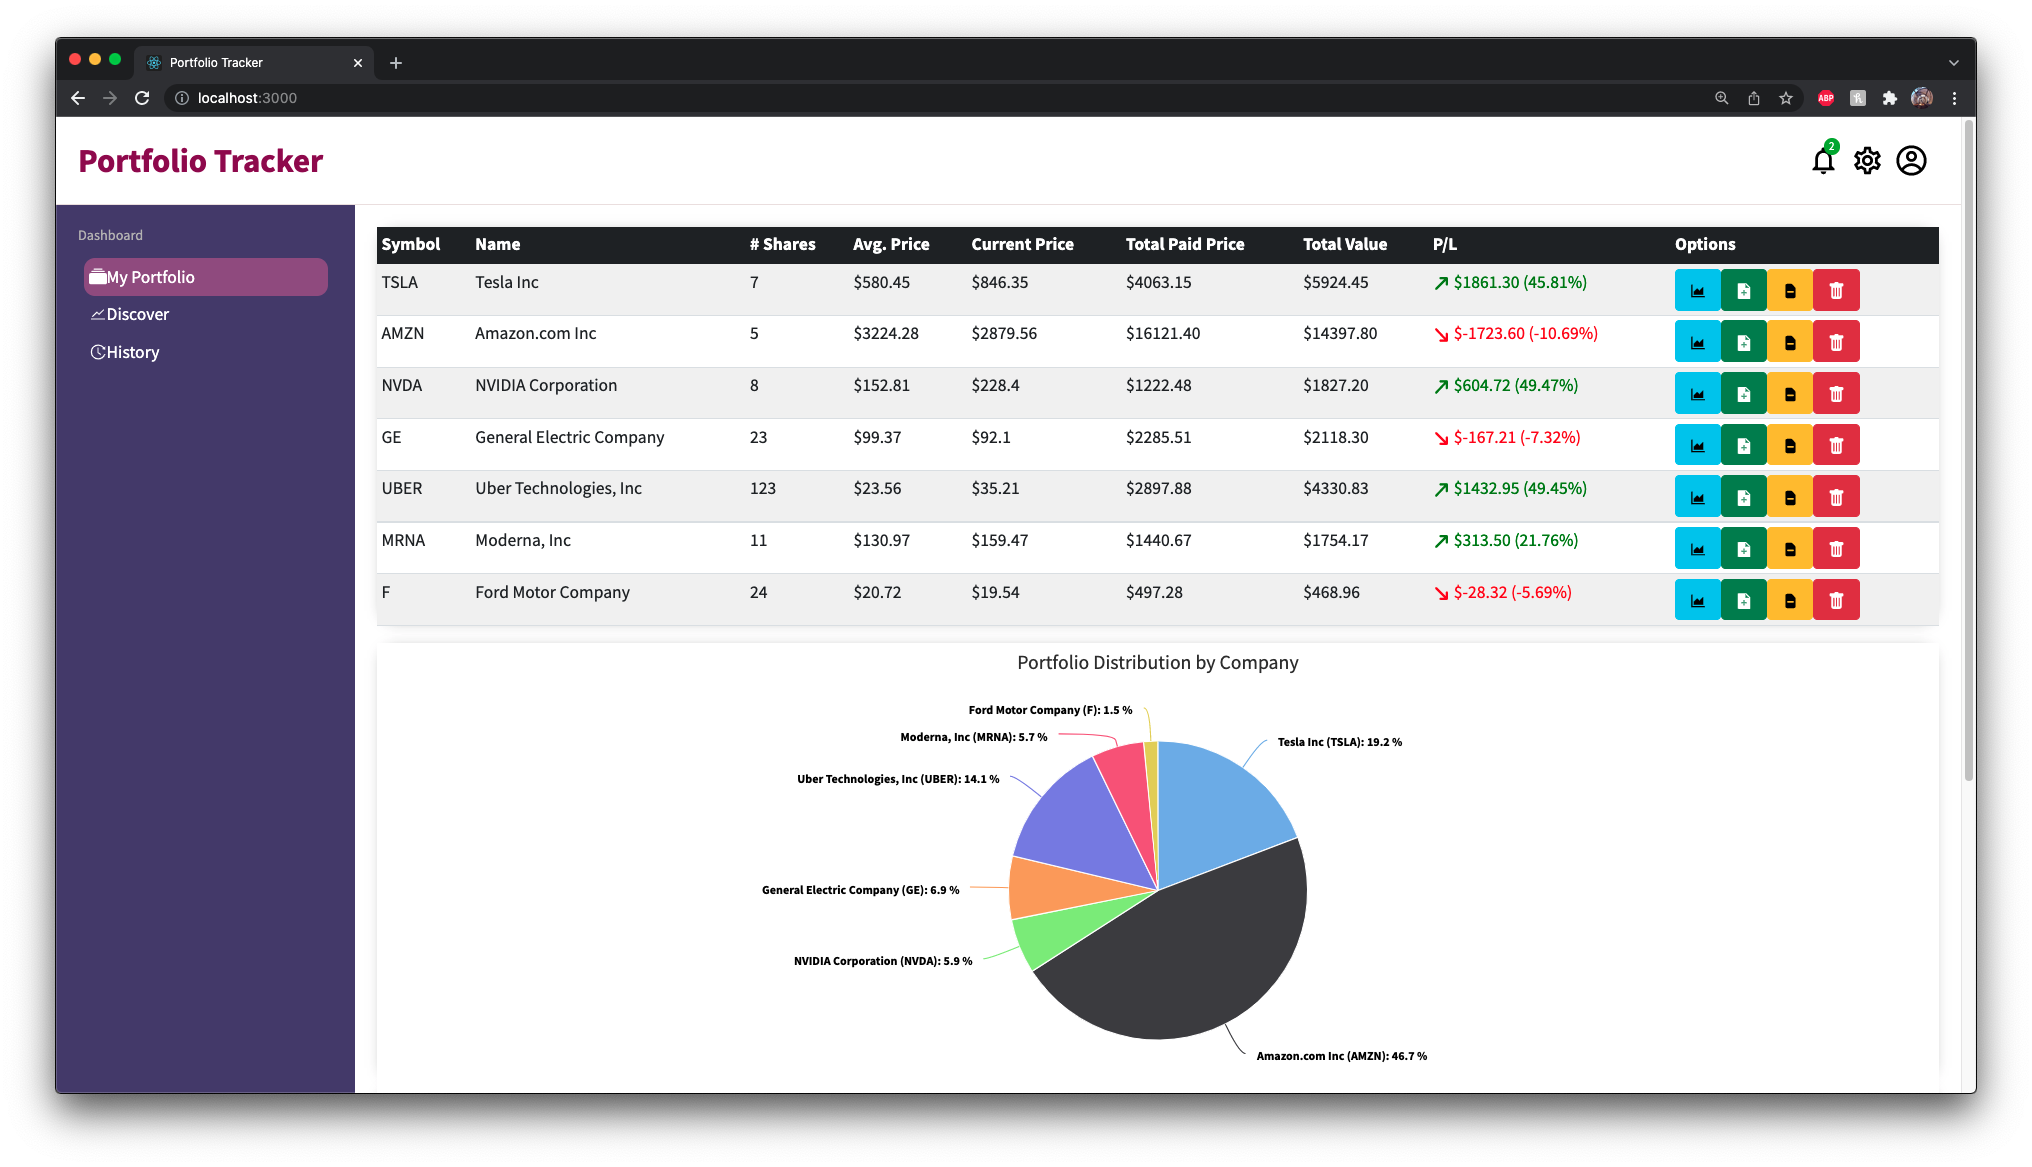 Portfolio Tracker
localhost:3000
ABP
Portfolio Tracker
2
Dashboard
My Portfolio
Discover
History
Symbol Name # Shares Avg. Price Current Price Total Paid Price Total Value P/L Options
TSLA Tesla Inc 7 $580.45 $846.35 $4063.15 $5924.45 $1861.30 (45.81%)
AMZN Amazon.com Inc 5 $3224.28 $2879.56 $16121.40 $14397.80 $-1723.60 (-10.69%)
NVDA NVIDIA Corporation 8 $152.81 $228.4 $1222.48 $1827.20 $604.72 (49.47%)
GE General Electric Company 23 $99.37 $92.1 $2285.51 $2118.30 $-167.21 (-7.32%)
UBER Uber Technologies, Inc 123 $23.56 $35.21 $2897.88 $4330.83 $1432.95 (49.45%)
MRNA Moderna, Inc 11 $130.97 $159.47 $1440.67 $1754.17 $313.50 (21.76%)
F Ford Motor Company 24 $20.72 $19.54 $497.28 $468.96 $-28.32 (-5.69%)
Portfolio Distribution by Company
Ford Motor Company (F): 1.5 %
Moderna, Inc (MRNA): 5.7 %
Tesla Inc (TSLA): 19.2 %
Uber Technologies, Inc (UBER): 14.1 %
General Electric Company (GE): 6.9 %
NVIDIA Corporation (NVDA): 5.9 %
Amazon.com Inc (AMZN): 46.7 %